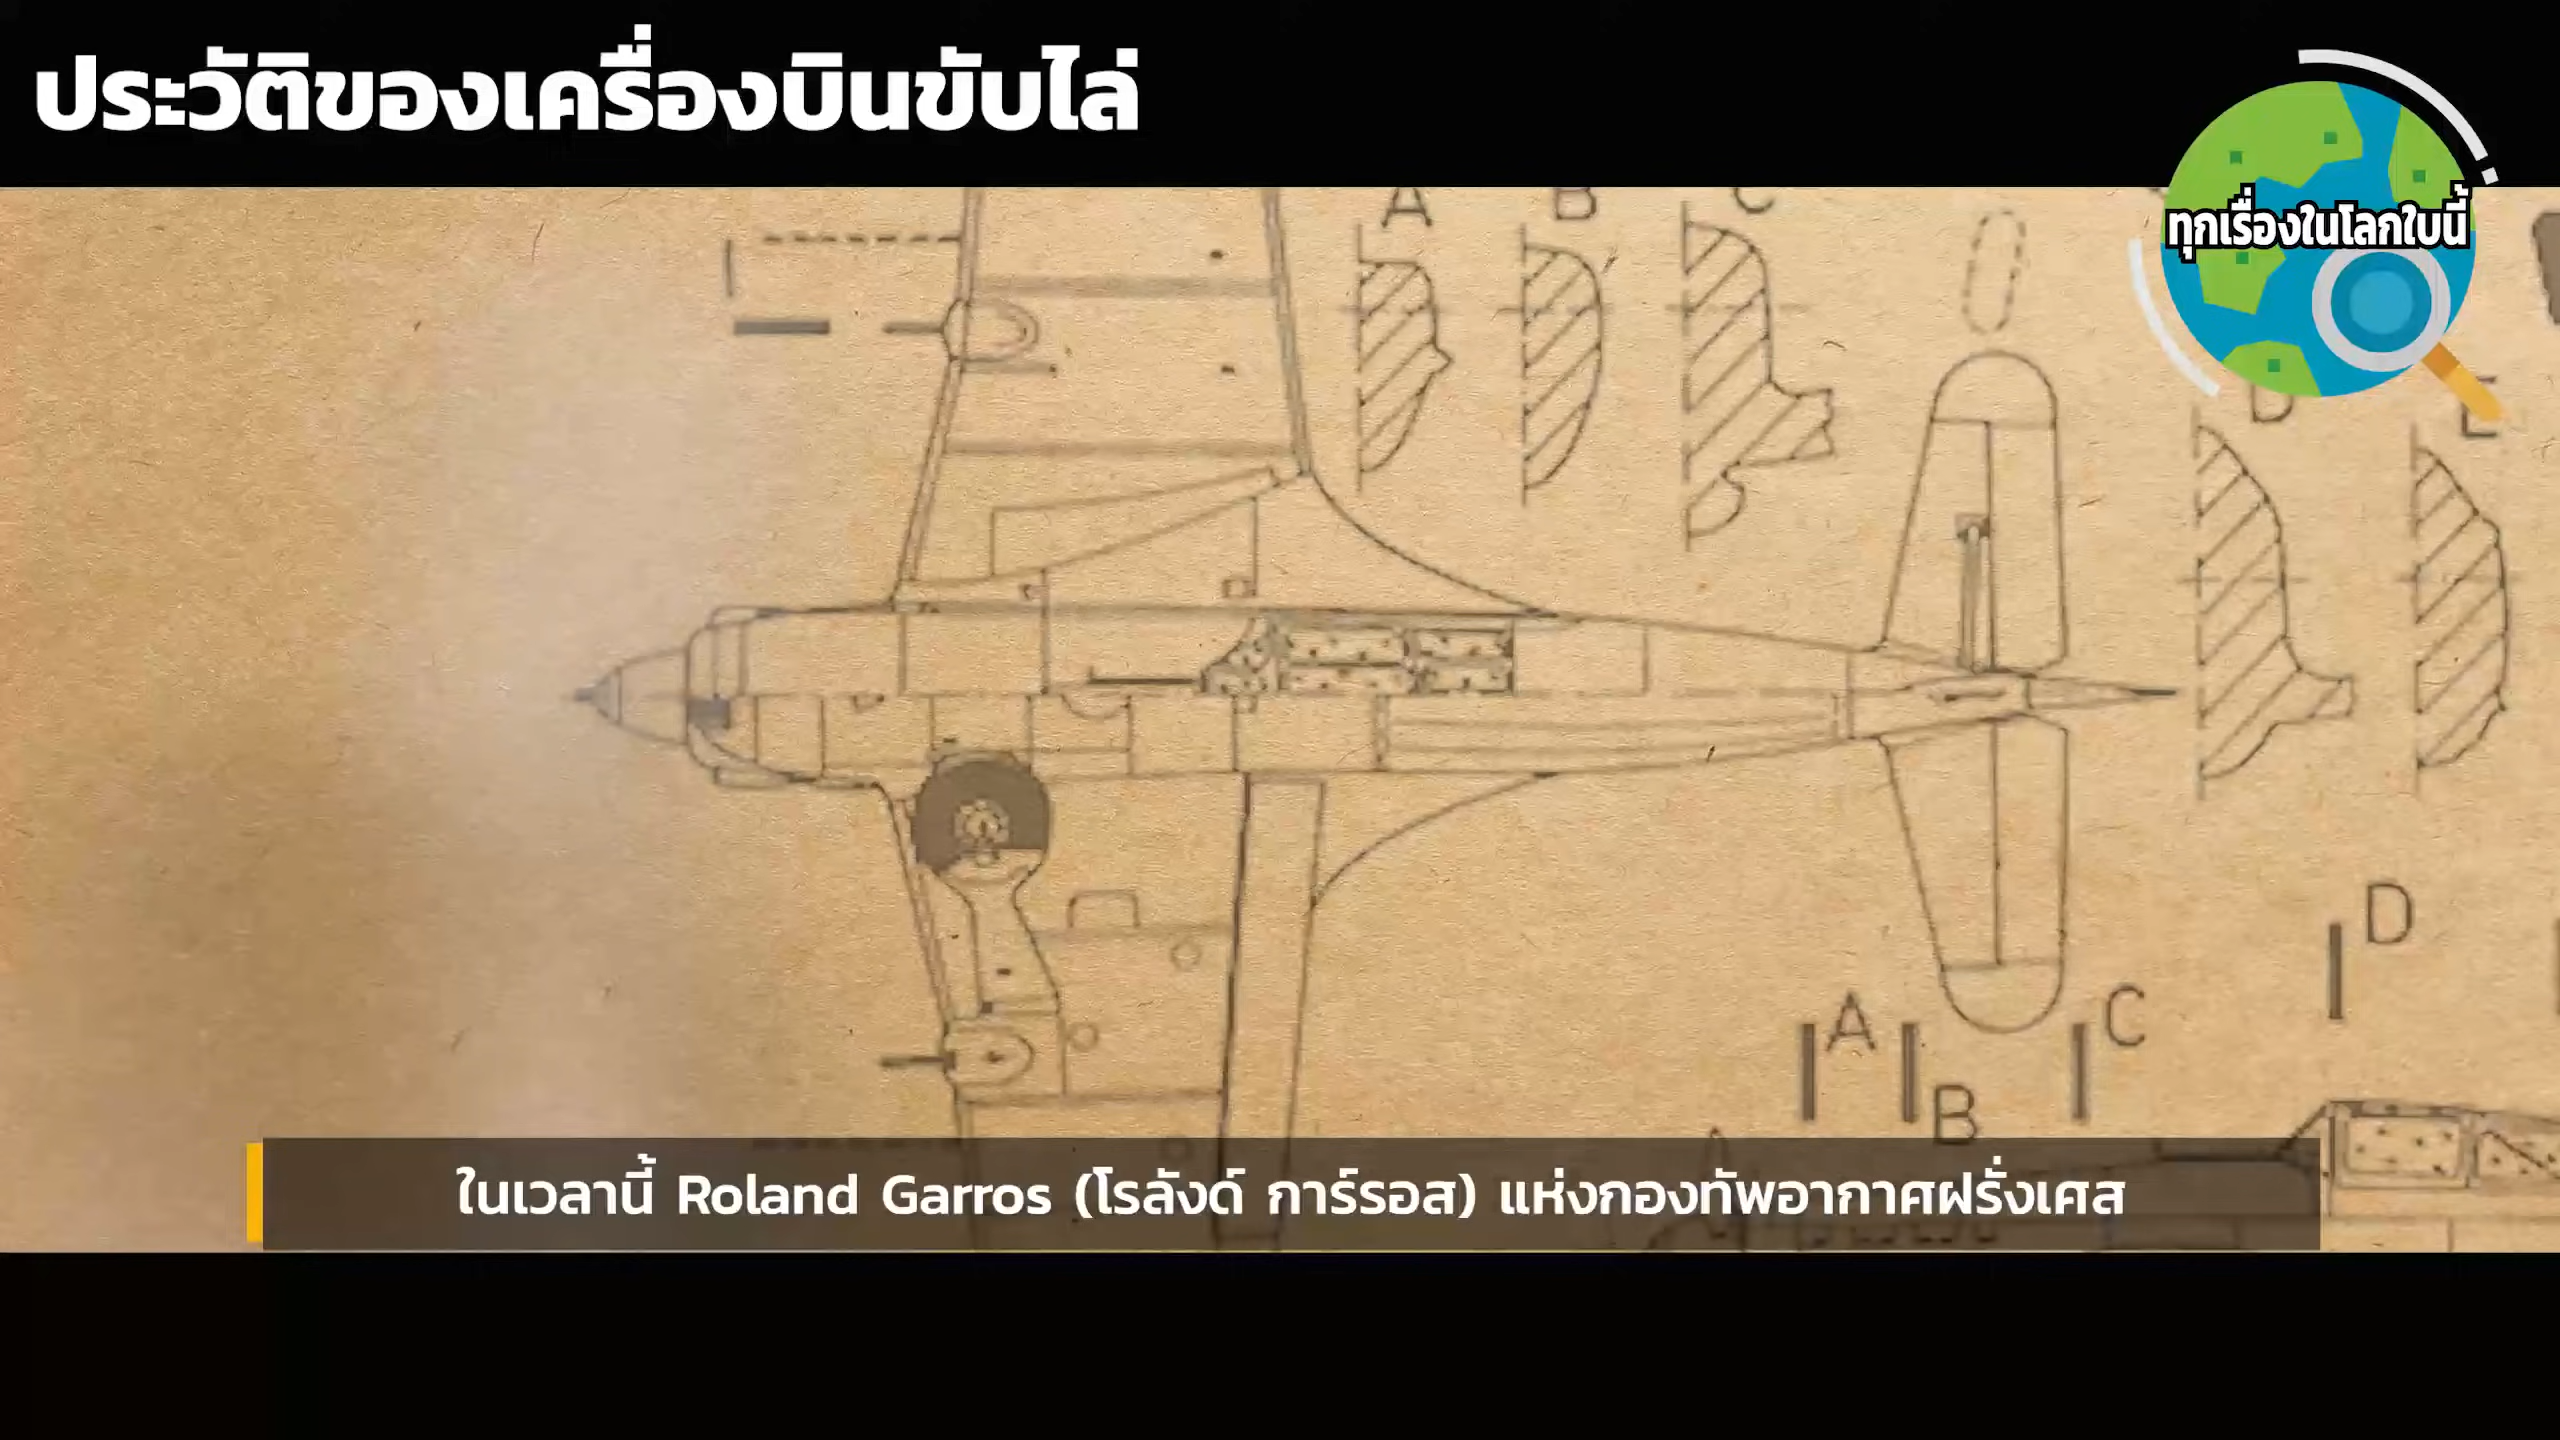 ประวัติของเครื่องบินขับไล่
ทุกเรื่องในโลกใบนี้
A B C
D E
D
A C
B
ในเวลานี้ Roland Garros (โรลังด์ การ์รอส) แห่งกองทัพอากาศฝรั่งเศส